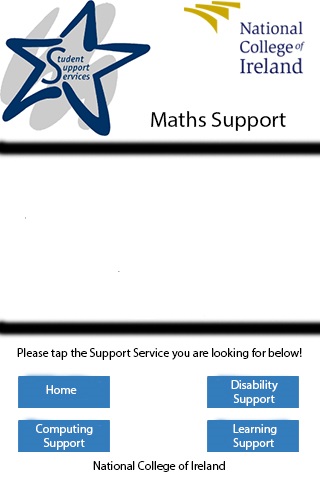 Student
Support
Services
National
College of
Ireland
Maths Support
Please tap the Support Service you are looking for below!
Home
Disability
Support
Computing
Support
Learning
Support
National College of Ireland